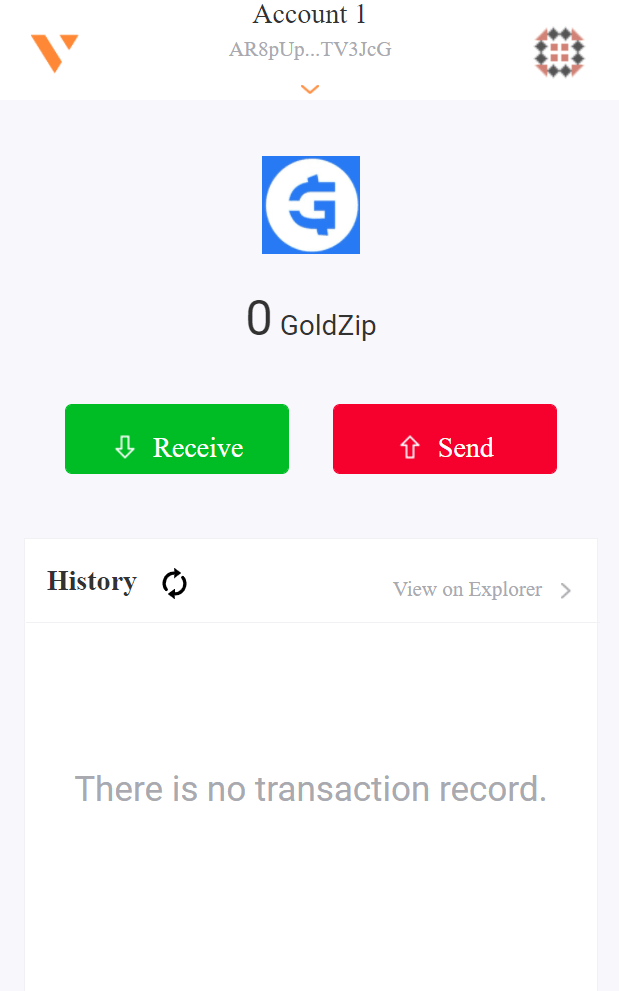 Account 1
AR8pUp...TV3JcG
0 GoldZip
Receive
Send
History
View on Explorer
There is no transaction record.